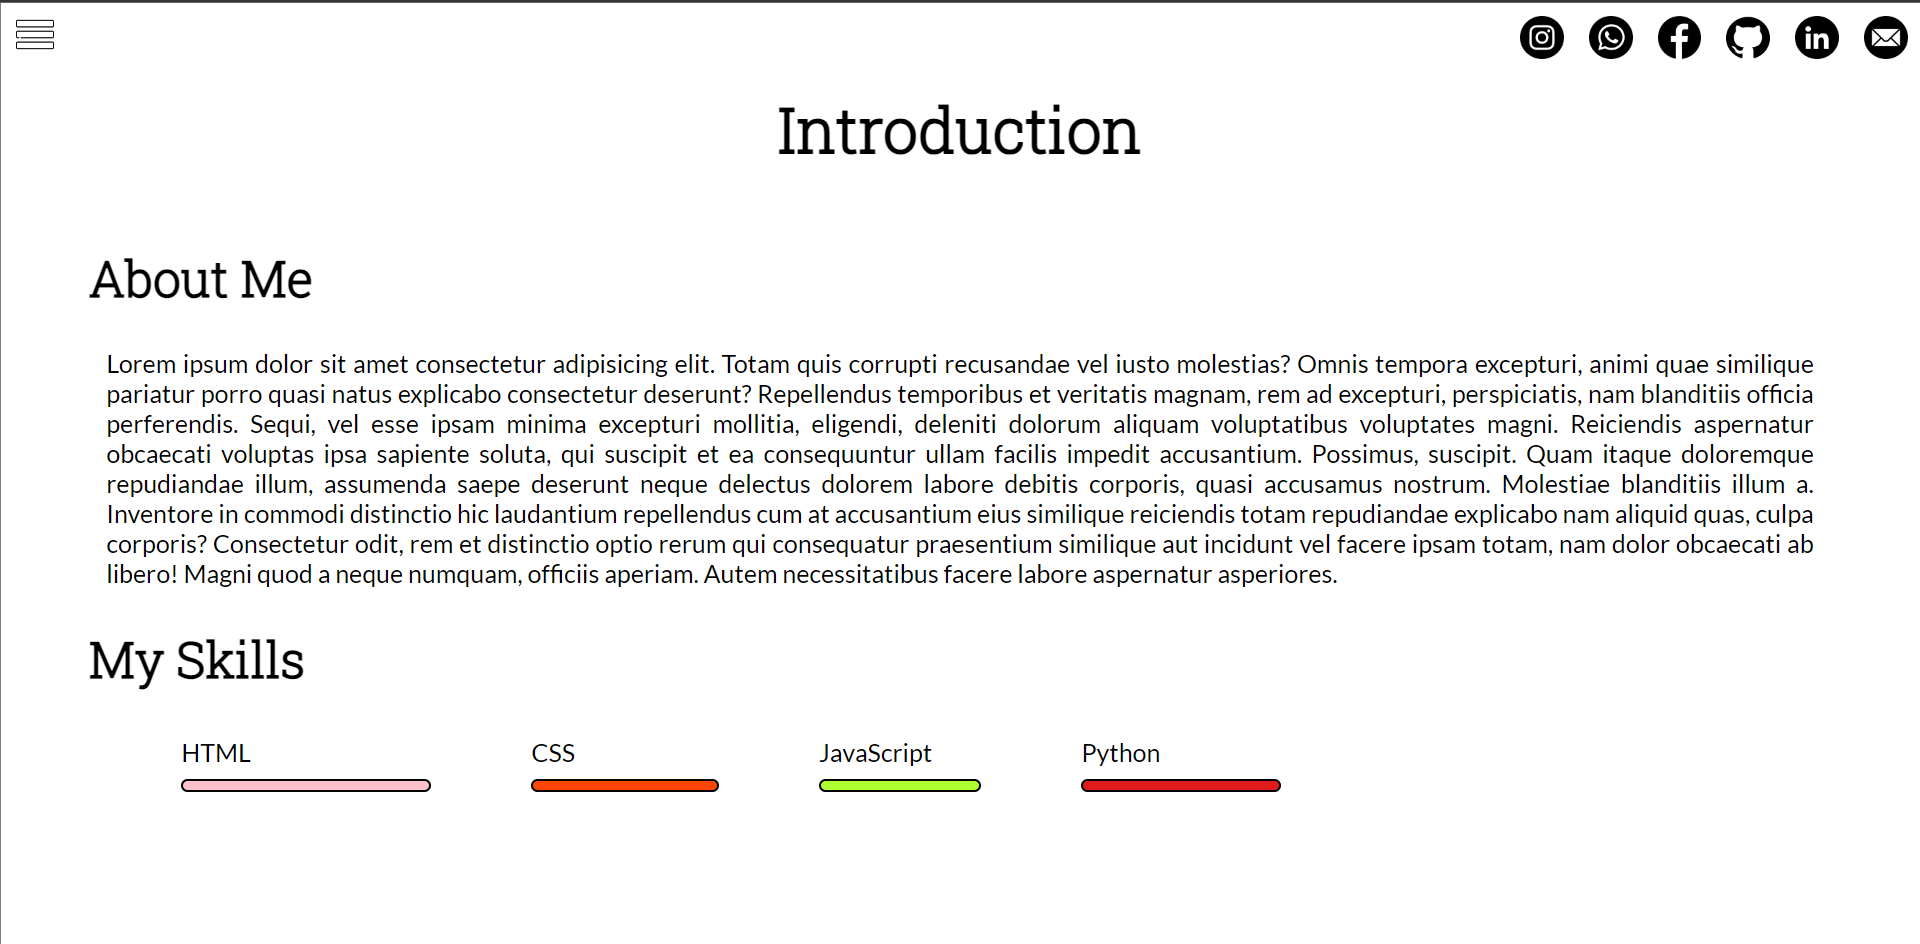 Introduction
About Me
Lorem ipsum dolor sit amet consectetur adipisicing elit. Totam quis corrupti recusandae vel iusto molestias? Omnis tempora excepturi, animi quae similique
pariatur porro quasi natus explicabo consectetur deserunt? Repellendus temporibus et veritatis magnam, rem ad excepturi, perspiciatis, nam blanditiis officia
perferendis. Sequi, vel esse ipsam minima excepturi mollitia, eligendi, deleniti dolorum aliquam voluptatibus voluptates magni. Reiciendis aspernatur
obcaecati voluptas ipsa sapiente soluta, qui suscipit et ea consequuntur ullam facilis impedit accusantium. Possimus, suscipit. Quam itaque doloremque
repudiandae illum, assumenda saepe deserunt neque delectus dolorem labore debitis corporis, quasi accusamus nostrum. Molestiae blanditiis illum a.
Inventore in commodi distinctio hic laudantium repellendus cum at accusantium eius similique reiciendis totam repudiandae explicabo nam aliquid quas, culpa
corporis? Consectetur odit, rem et distinctio optio rerum qui consequatur praesentium similique aut incidunt vel facere ipsam totam, nam dolor obcaecati ab
libero! Magni quod a neque numquam, officiis aperiam. Autem necessitatibus facere labore aspernatur asperiores.
My Skills
HTML CSS JavaScript Python